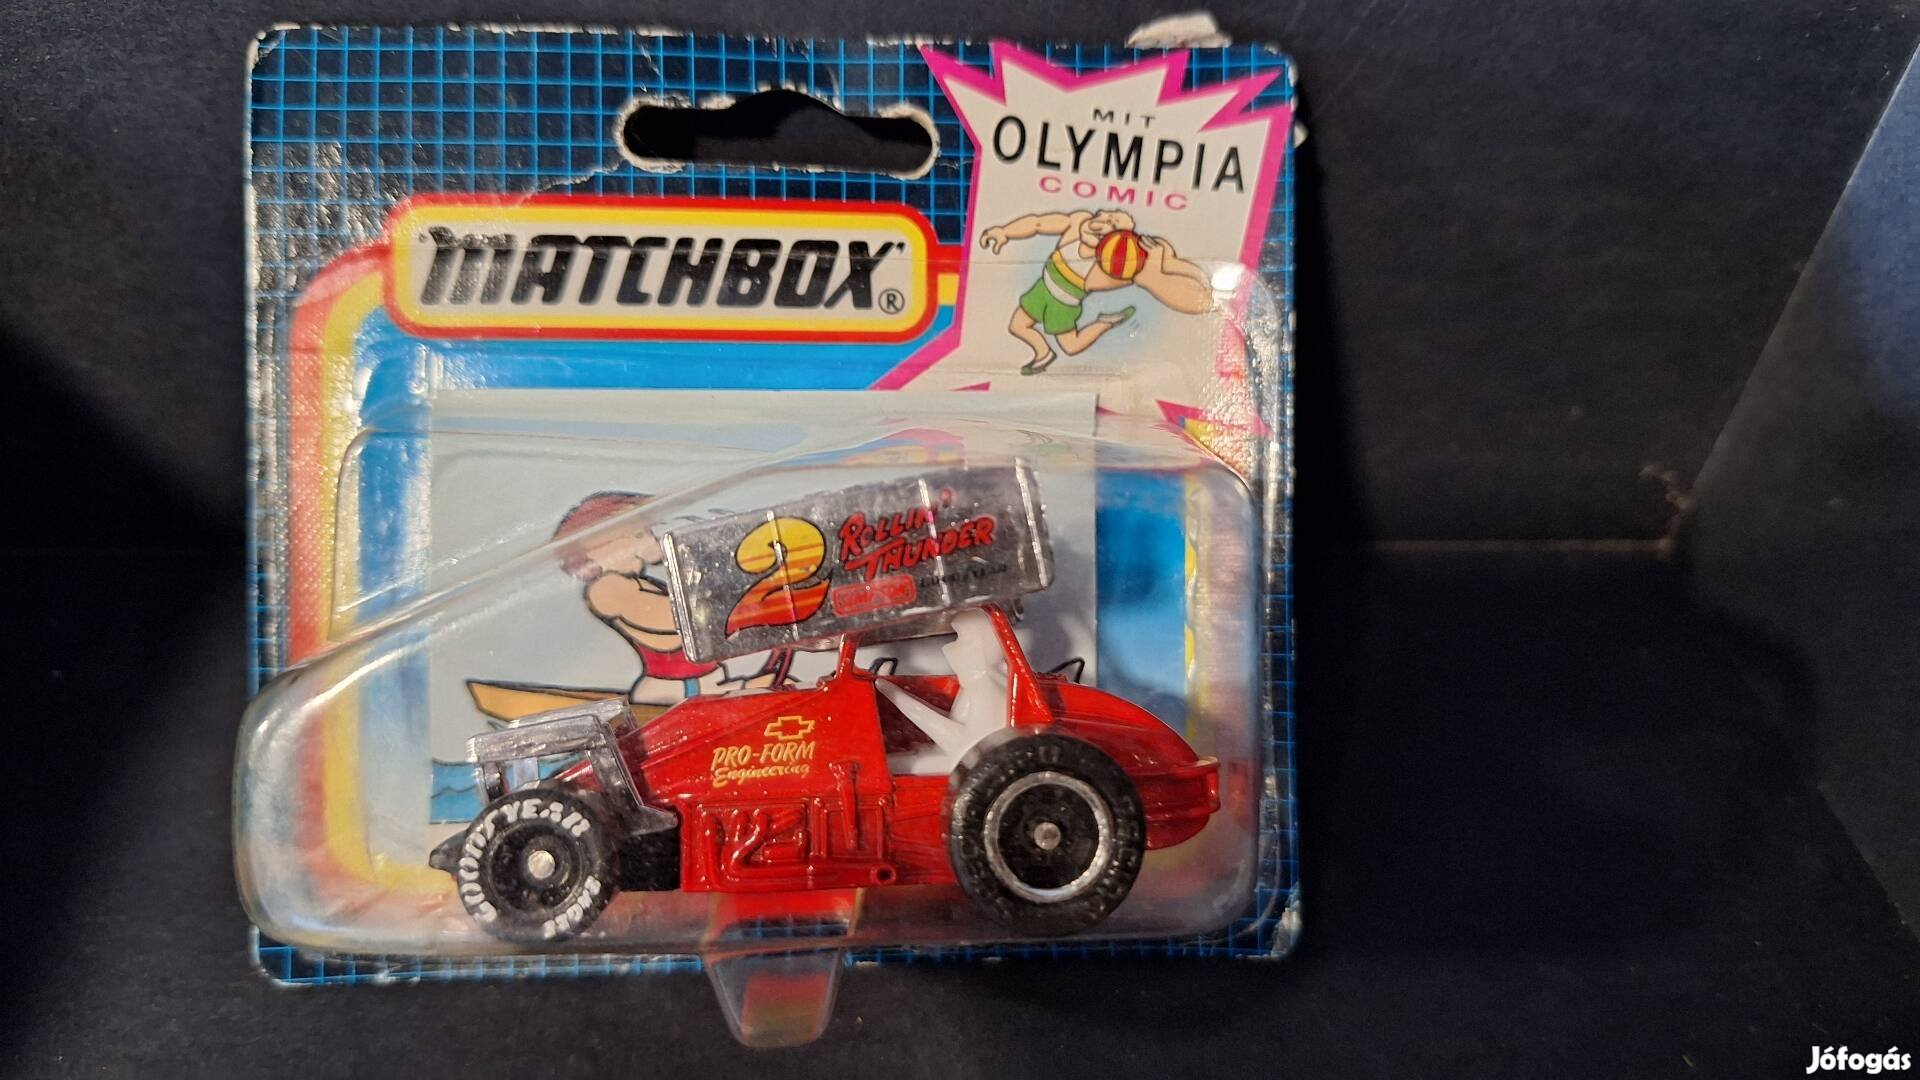 MIT
OLYMPIA
COMIC
"MATCHBOX"®
2
ROLLIN'
THUNDER
PRO-FORM
Engineering
GOODYEAR
Jófogás